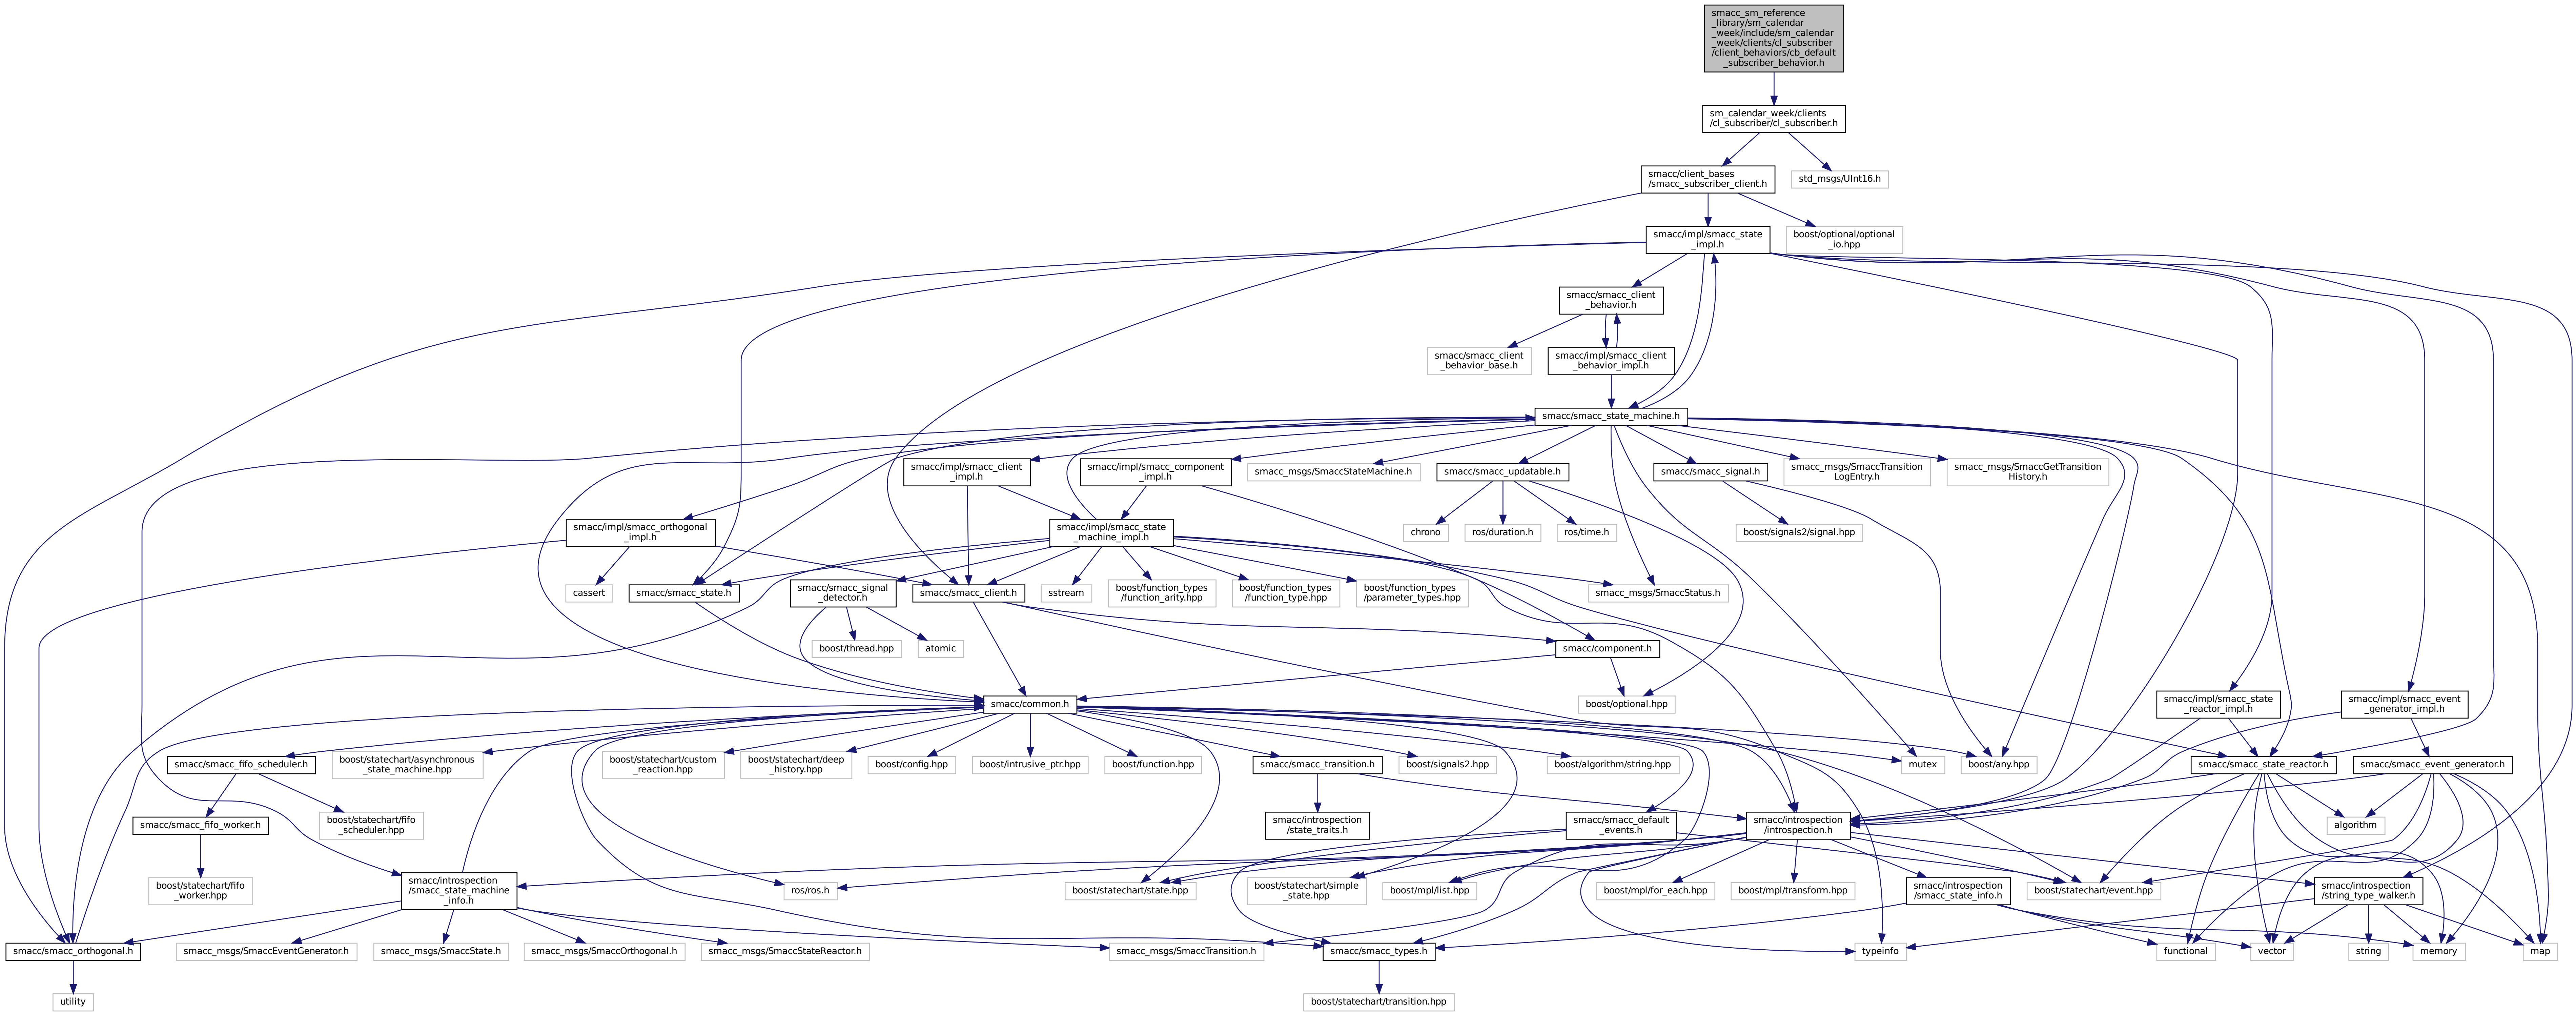 smacc_sm_reference
_library/sm_calendar
_week/include/sm_calendar
_week/clients/cl_subscriber
/client_behaviors/cb_default
_subscriber_behavior.h
sm_calendar_week/clients
/cl_subscriber/cl_subscriber.h
smacc/client_bases
/smacc_subscriber_client.h
std_msgs/UInt16.h
smacc/impl/smacc_state
_impl.h
boost/optional/optional
_io.hpp
smacc/smacc_client
_behavior.h
smacc/smacc_client
_behavior_base.h
smacc/impl/smacc_client
_behavior_impl.h
smacc/smacc_state_machine.h
smacc/impl/smacc_client
_impl.h
smacc/impl/smacc_component
_impl.h
smacc_msgs/SmaccStateMachine.h
smacc/smacc_updatable.h
smacc/smacc_signal.h
smacc_msgs/SmaccTransition
LogEntry.h
smacc_msgs/SmaccGetTransition
History.h
smacc/impl/smacc_orthogonal
_impl.h
smacc/impl/smacc_state
_machine_impl.h
chrono
ros/duration.h
ros/time.h
boost/signals2/signal.hpp
cassert
smacc/smacc_state.h
smacc/smacc_signal
_detector.h
smacc/smacc_client.h
sstream
boost/function_types
/function_arity.hpp
boost/function_types
/function_type.hpp
boost/function_types
/parameter_types.hpp
smacc_msgs/SmaccStatus.h
boost/thread.hpp
atomic
smacc/component.h
smacc/common.h
boost/optional.hpp
smacc/impl/smacc_state
_reactor_impl.h
smacc/impl/smacc_event
_generator_impl.h
smacc/smacc_fifo_scheduler.h
boost/statechart/asynchronous
_state_machine.hpp
boost/statechart/custom
_reaction.hpp
boost/statechart/deep
_history.hpp
boost/config.hpp
boost/intrusive_ptr.hpp
boost/function.hpp
smacc/smacc_transition.h
boost/signals2.hpp
boost/algorithm/string.hpp
mutex
boost/any.hpp
smacc/smacc_state_reactor.h
smacc/smacc_event_generator.h
smacc/smacc_fifo_worker.h
boost/statechart/fifo
_scheduler.hpp
smacc/introspection
/state_traits.h
smacc/smacc_default
_events.h
smacc/introspection
/introspection.h
algorithm
boost/statechart/fifo
_worker.hpp
smacc/introspection
/smacc_state_machine
_info.h
ros/ros.h
boost/statechart/state.hpp
boost/statechart/simple
_state.hpp
boost/mpl/list.hpp
boost/mpl/for_each.hpp
boost/mpl/transform.hpp
smacc/introspection
/smacc_state_info.h
boost/statechart/event.hpp
smacc/introspection
/string_type_walker.h
smacc/smacc_orthogonal.h
smacc_msgs/SmaccEventGenerator.h
smacc_msgs/SmaccState.h
smacc_msgs/SmaccOrthogonal.h
smacc_msgs/SmaccStateReactor.h
smacc_msgs/SmaccTransition.h
smacc/smacc_types.h
typeinfo
functional
vector
string
memory
map
utility
boost/statechart/transition.hpp